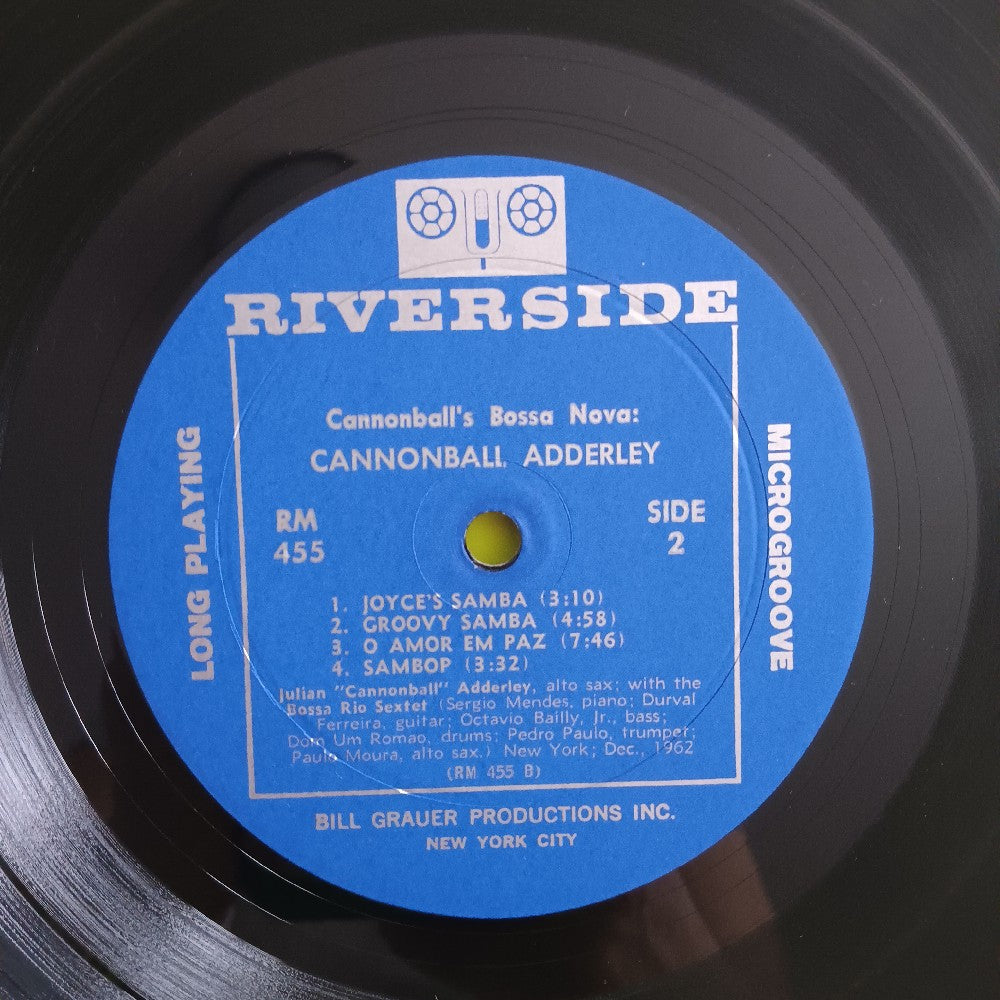 RIVERSIDE
LONG PLAYING
MICROGROOVE
Cannonball's Bossa Nova:
CANNONBALL ADDERLEY
RM
455
SIDE
2
1. JOYCE'S SAMBA (3:10)
2. GROOVY SAMBA (4:58)
3. O AMOR EM PAZ (7:46)
4. SAMBOP (3:32)
Julian "Cannonball" Adderley, alto sax; with the
Bossa Rio Sextet (Sergio Mendes, piano; Durval
Ferreira, guitar; Octavio Bailly, Jr., bass;
Dom Um Romao, drums; Pedro Paulo, trumper;
Paulo Moura, alto sax.) New York; Dec., 1962
(RM 455 B)
BILL GRAUER PRODUCTIONS INC.
NEW YORK CITY